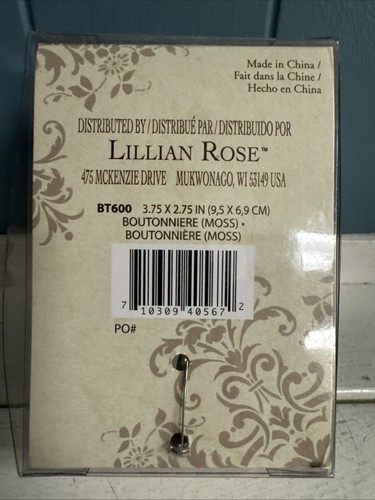 Made in China /
Fait dans la Chine /
Hecho en China
DISTRIBUTED BY / DISTRIBUÉ PAR / DISTRIBUIDO POR
LILLIAN ROSE™
475 MCKENZIE DRIVE MUKWONAGO, WI 53149 USA
BT600 3.75 X 2.75 IN (9,5 X 6,9 CM)
BOUTONNIERE (MOSS) •
BOUTONNIÈRE (MOSS)
7 10309 40567 2
PO#